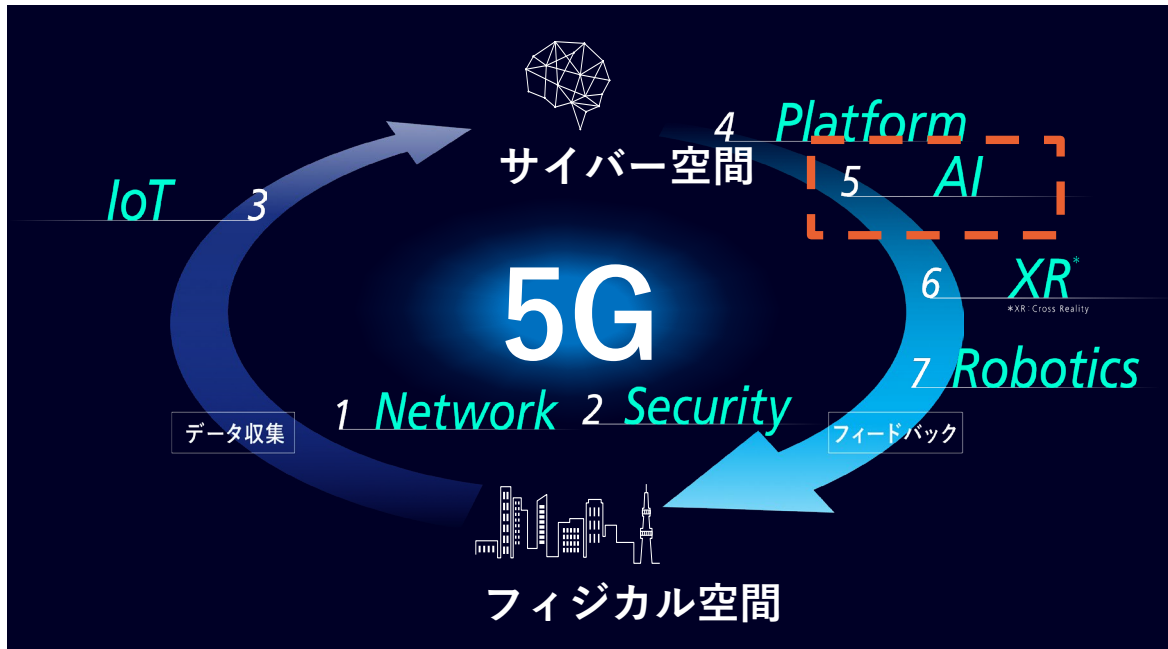 サイバー空間
4 Platform
5 AI
IoT 3
6 XR*
*XR:Cross Reality
5G
7 Robotics
1 Network
2 Security
データ収集
フィードバック
フィジカル空間